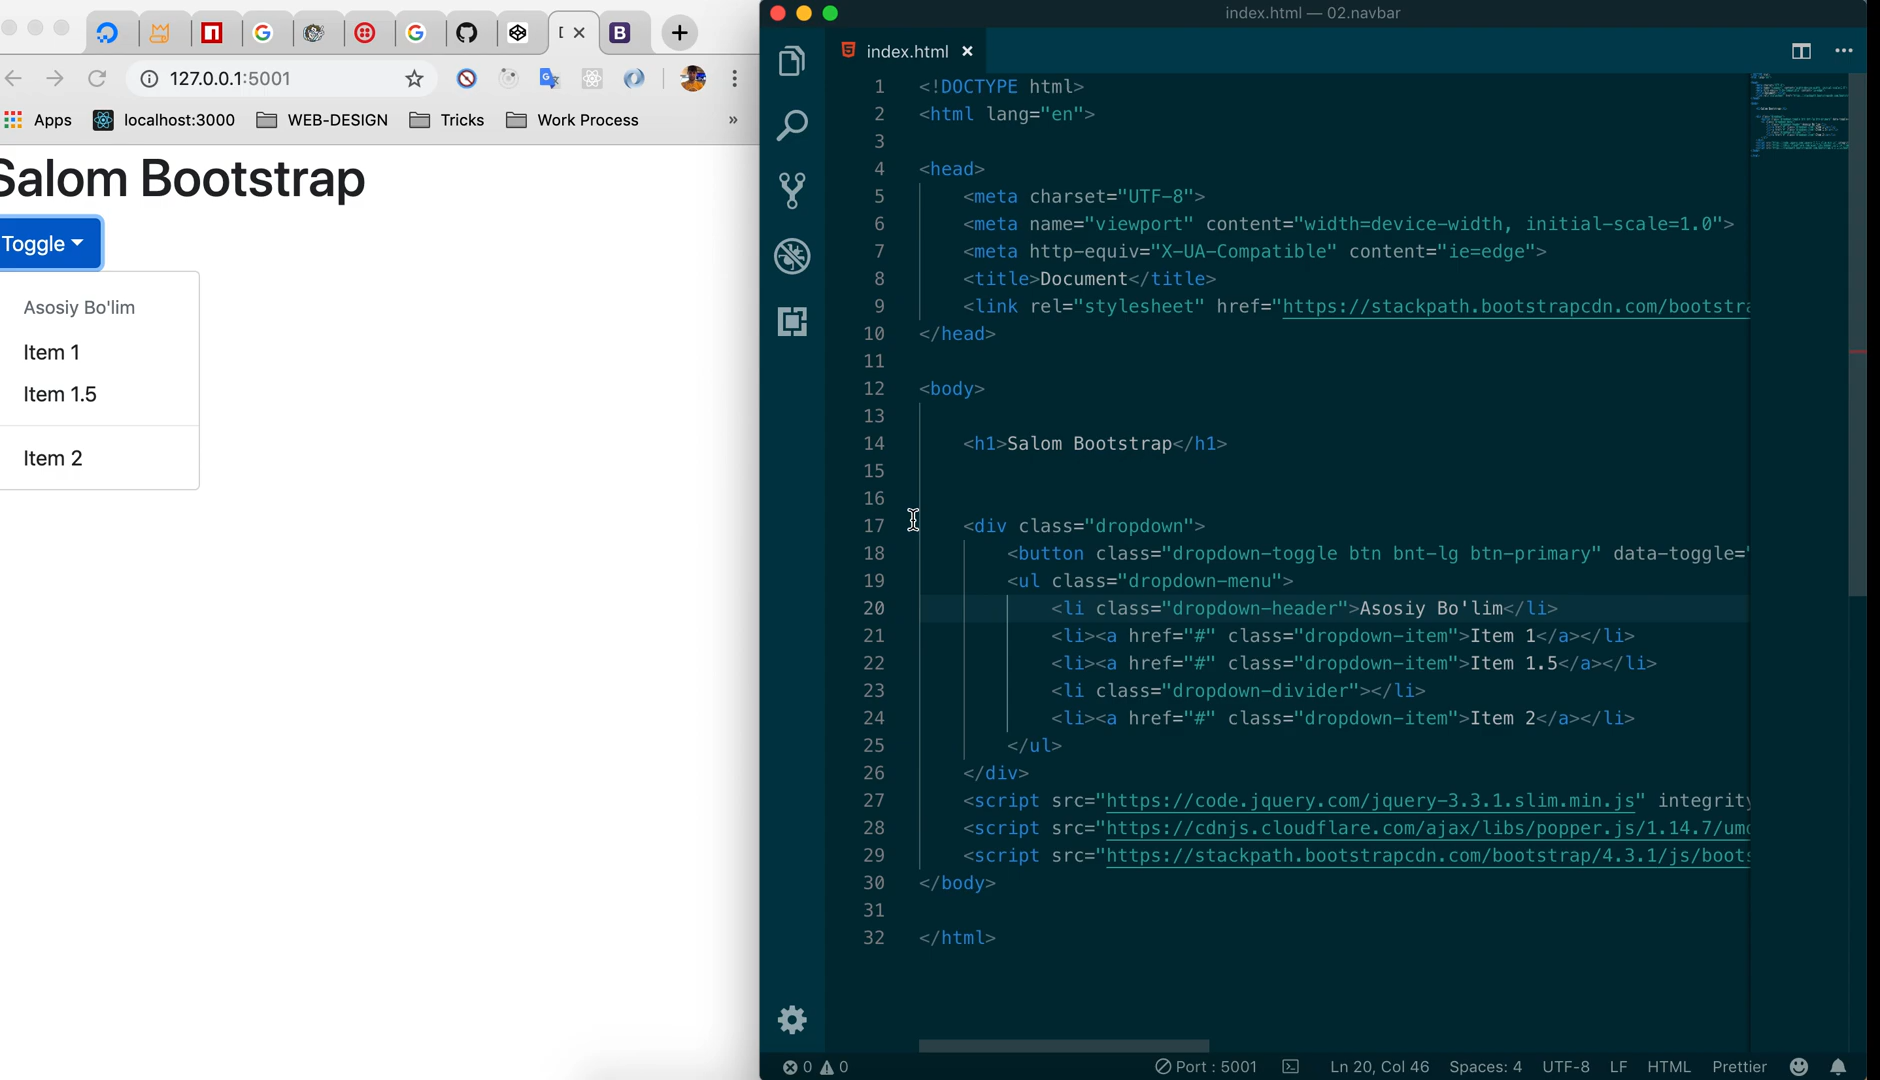 127.0.0.1:5001
Apps
localhost:3000
WEB-DESIGN
Tricks
Work Process
»
Salom Bootstrap
Toggle
Asosiy Bo'lim
Item 1
Item 1.5
Item 2
index.html — 02.navbar
index.html
1 <!DOCTYPE html>
2 <html lang="en">
3
4 <head>
5 <meta charset="UTF-8">
6 <meta name="viewport" content="width=device-width, initial-scale=1.0">
7 <meta http-equiv="X-UA-Compatible" content="ie=edge">
8 <title>Document</title>
9 <link rel="stylesheet" href="https://stackpath.bootstrapcdn.com/bootstra
10 </head>
11
12 <body>
13
14 <h1>Salom Bootstrap</h1>
15
16
17 <div class="dropdown">
18 <button class="dropdown-toggle btn bnt-lg btn-primary" data-toggle="
19 <ul class="dropdown-menu">
20 <li class="dropdown-header">Asosiy Bo'lim</li>
21 <li><a href="#" class="dropdown-item">Item 1</a></li>
22 <li><a href="#" class="dropdown-item">Item 1.5</a></li>
23 <li class="dropdown-divider"></li>
24 <li><a href="#" class="dropdown-item">Item 2</a></li>
25 </ul>
26 </div>
27 <script src="https://code.jquery.com/jquery-3.3.1.slim.min.js" integrity
28 <script src="https://cdnjs.cloudflare.com/ajax/libs/popper.js/1.14.7/umd
29 <script src="https://stackpath.bootstrapcdn.com/bootstrap/4.3.1/js/boots
30 </body>
31
32 </html>
0 0
Port : 5001
Ln 20, Col 46
Spaces: 4
UTF-8
LF
HTML
Prettier